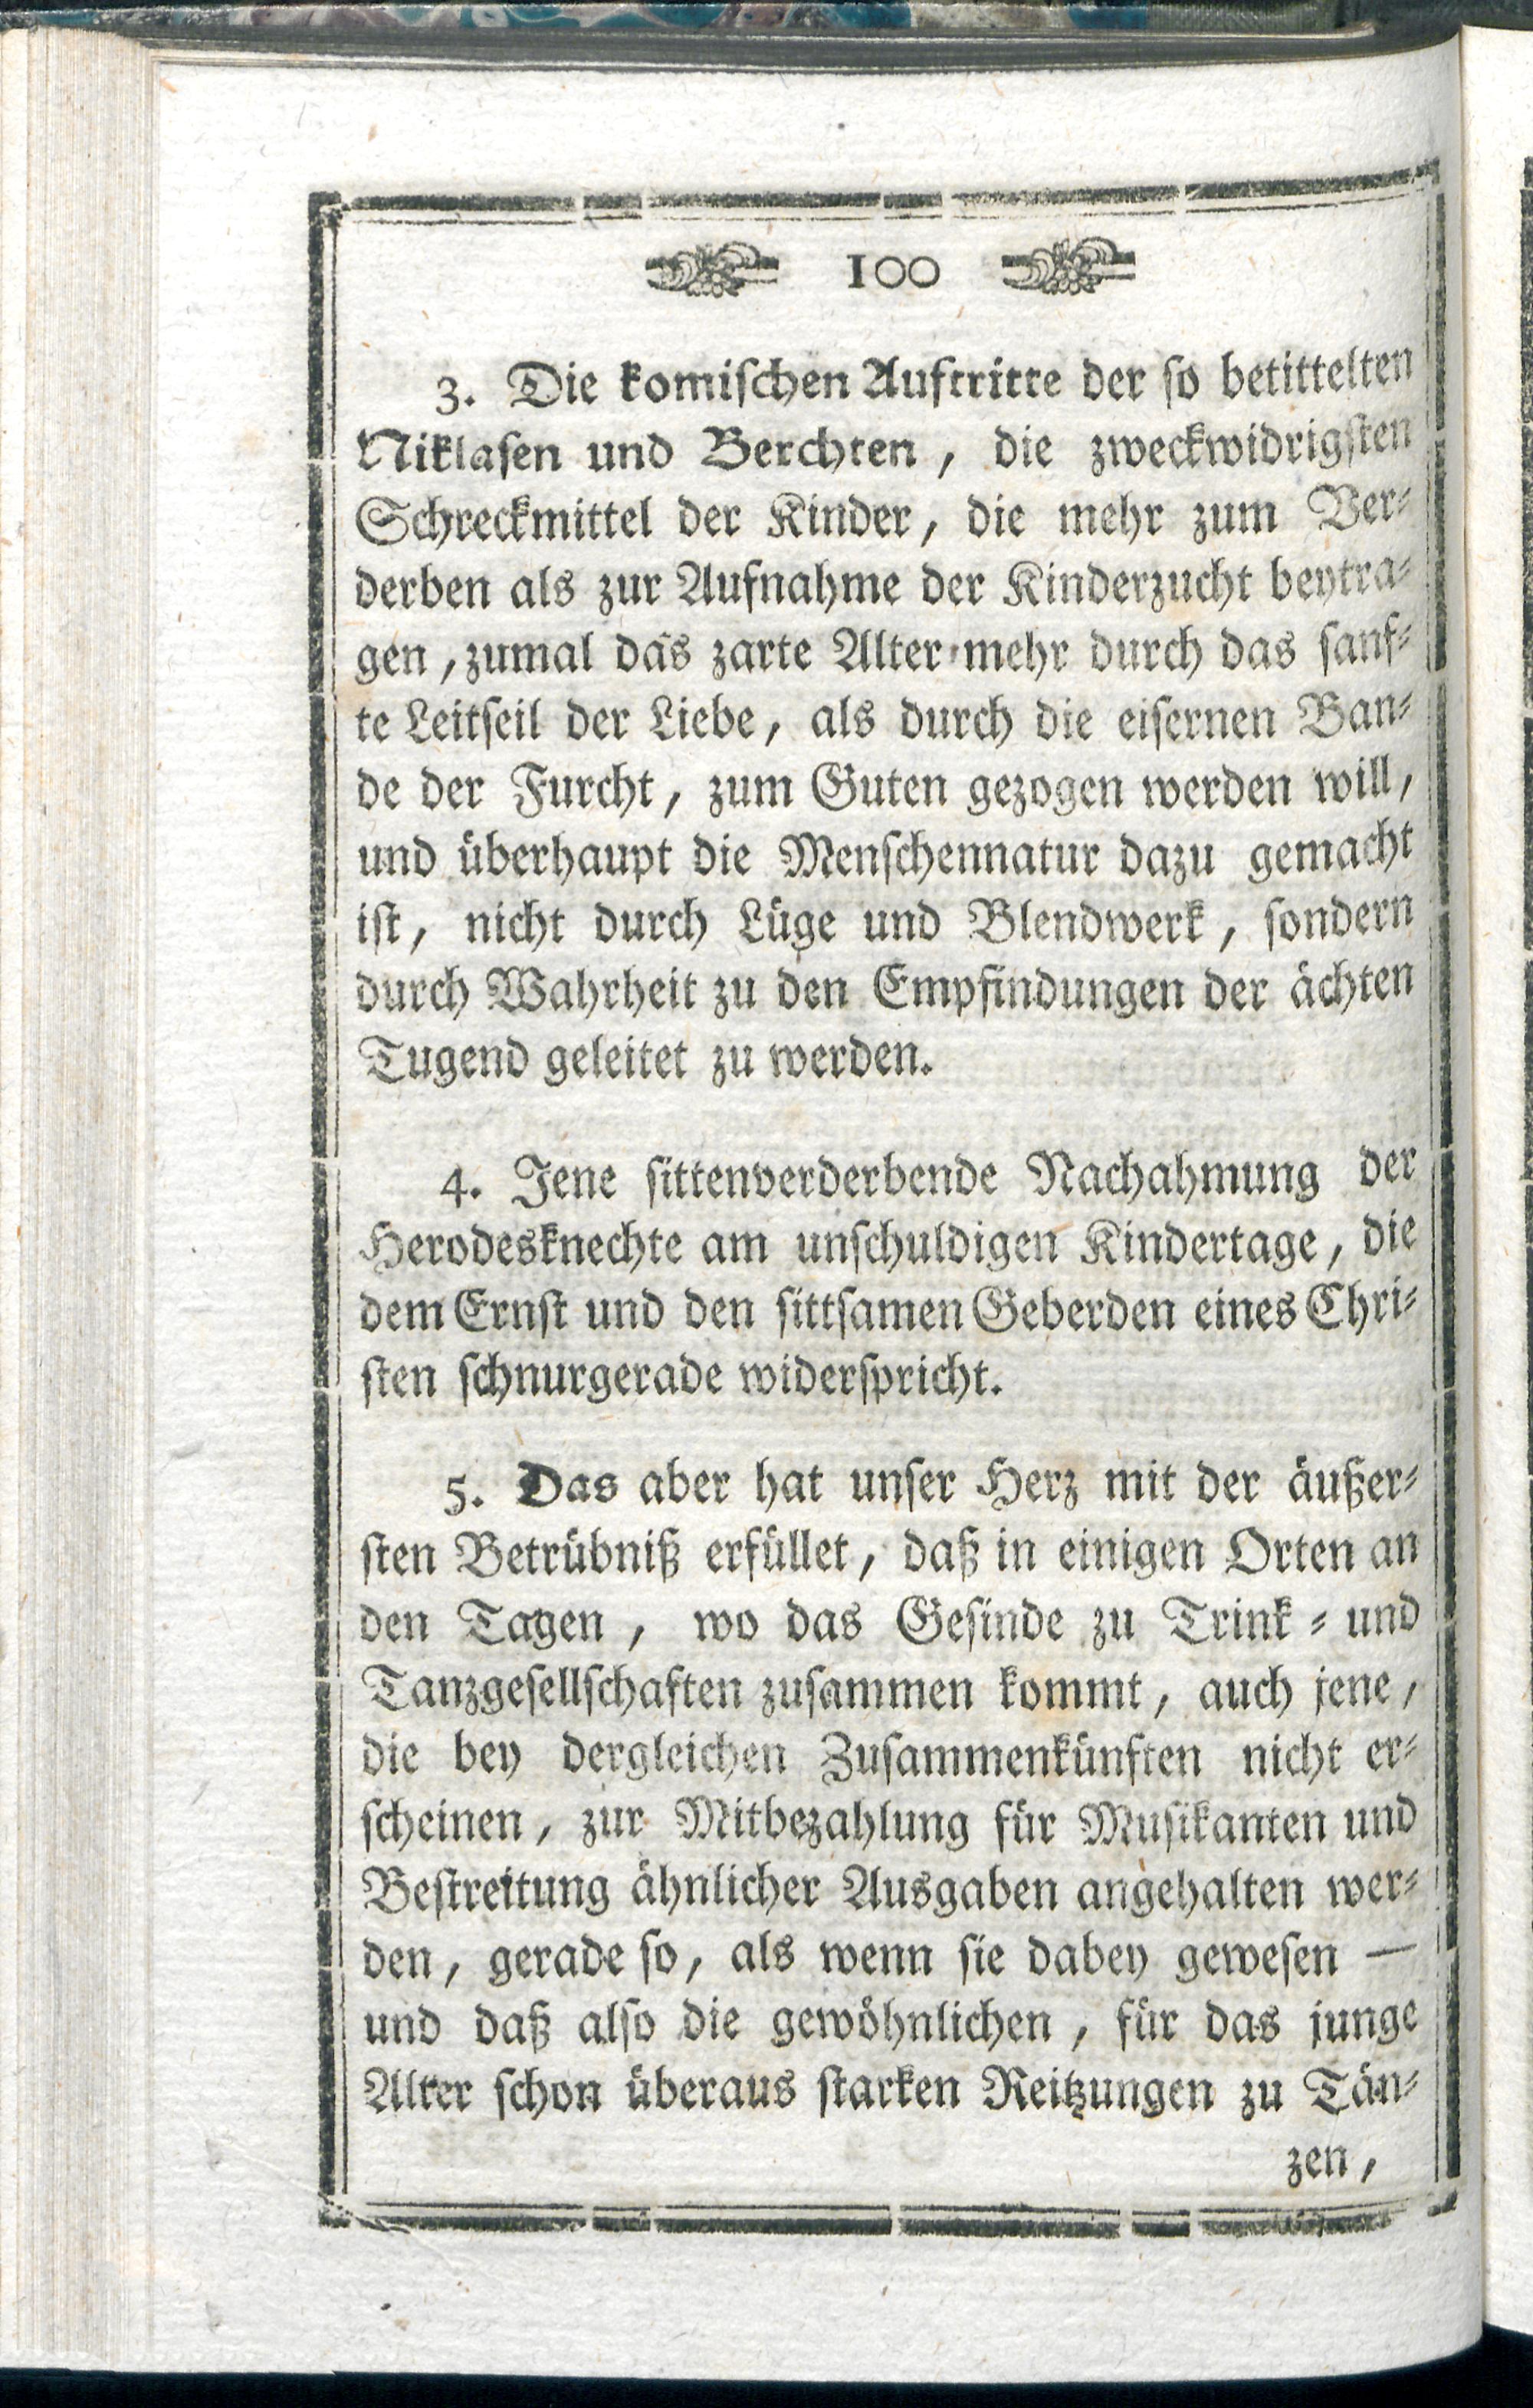 100
3. Die komischen Auftritte der so betittelten
Niklasen und Berchten, die zweckwidrigsten
Schreckmittel der Kinder, die mehr zum Ver-
derben als zur Aufnahme der Kinderzucht beytra-
gen, zumal das zarte Alter mehr durch das sanf-
te Leitseil der Liebe, als durch die eisernen Ban-
de der Furcht, zum Guten gezogen werden will,
und überhaupt die Menschennatur dazu gemacht
ist, nicht durch Lüge und Blendwerk, sondern
durch Wahrheit zu den Empfindungen der ächten
Tugend geleitet zu werden.
4. Jene sittenverderbende Nachahmung der
Herodesknechte am unschuldigen Kindertage, die
dem Ernst und den sittsamen Geberden eines Chri-
sten schnurgerade widerspricht.
5. Das aber hat unser Herz mit der äußer-
sten Betrübniß erfüllet, daß in einigen Orten an
den Tagen, wo das Gesinde zu Trink- und
Tanzgesellschaften zusammen kommt, auch jene,
die bey dergleichen Zusammenkünften nicht er-
scheinen, zur Mitbezahlung für Musikanten und
Bestreitung ähnlicher Ausgaben angehalten wer-
den, gerade so, als wenn sie dabey gewesen —
und daß also die gewöhnlichen, für das junge
Alter schon überaus starken Reitzungen zu Tän-
zen,